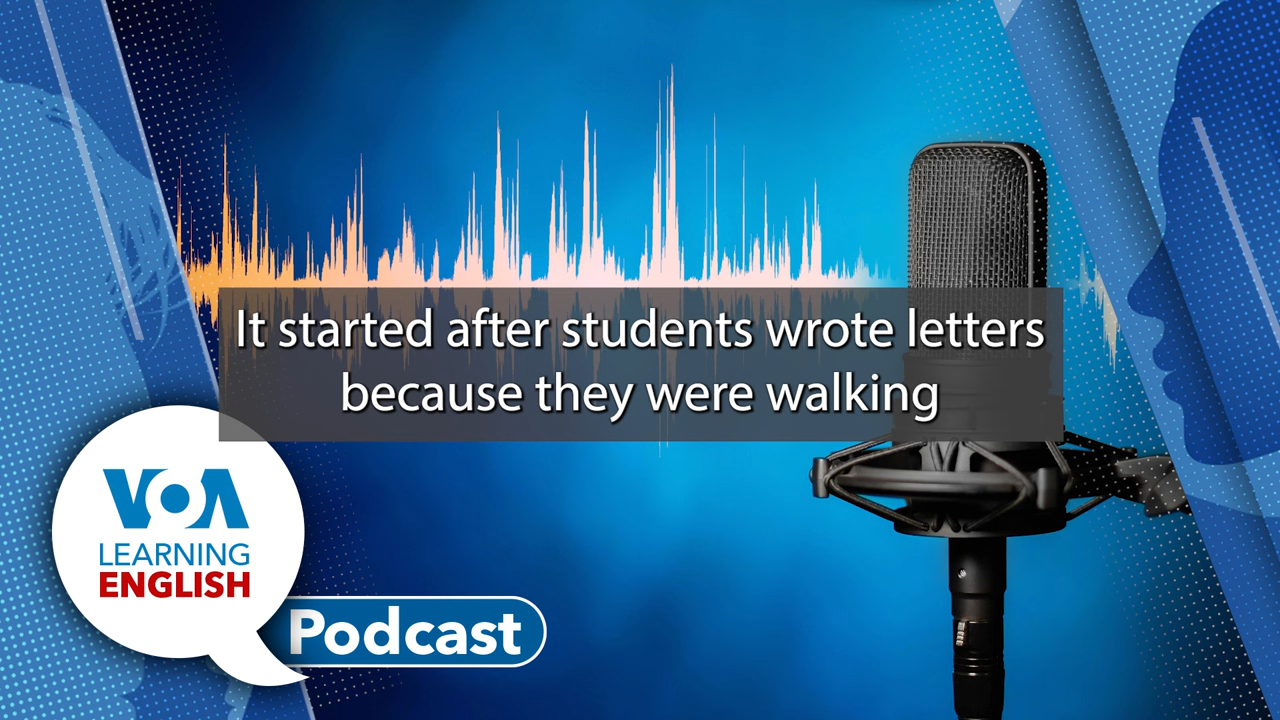 It started after students wrote letters
because they were walking
VOA
LEARNING
ENGLISH
Podcast